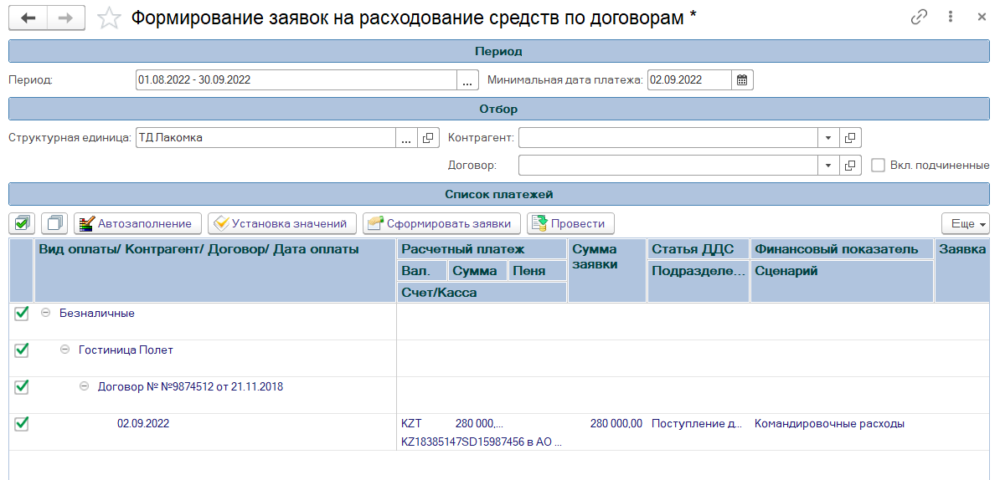 Формирование заявок на расходование средств по договорам *
Период
Период: 01.08.2022 - 30.09.2022 ... Минимальная дата платежа: 02.09.2022
Отбор
Структурная единица: ТД Лакомка ... Контрагент:
Договор: Вкл. подчиненные
Список платежей
Автозаполнение Установка значений Сформировать заявки Провести Еще
Вид оплаты/ Контрагент/ Договор/ Дата оплаты Расчетный платеж Сумма заявки Статья ДДС Финансовый показатель Заявка
Вал. Сумма Пеня Подразделе... Сценарий
Счет/Касса
Безналичные
Гостиница Полет
Договор № №9874512 от 21.11.2018
02.09.2022 KZT 280 000,... 280 000,00 Поступление д... Командировочные расходы
KZ18385147SD15987456 в АО ...